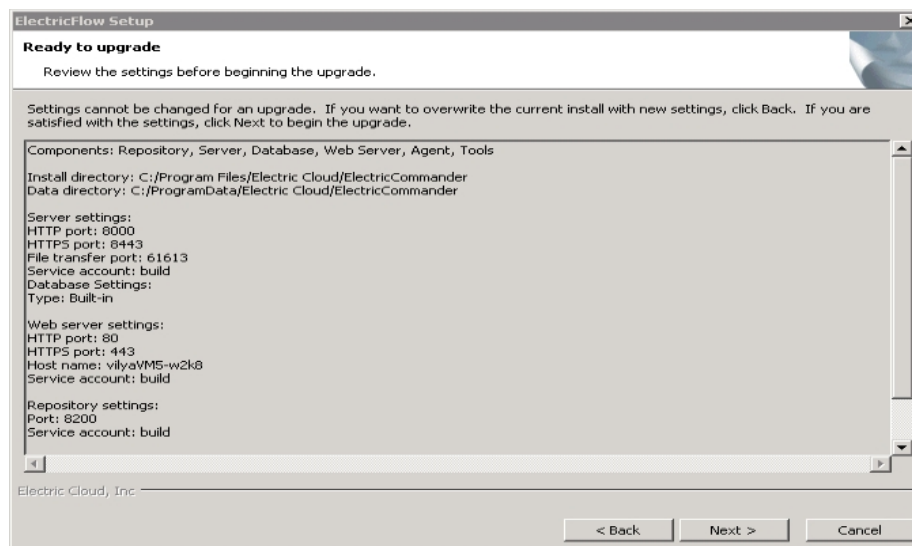 ElectricFlow Setup
Ready to upgrade
Review the settings before beginning the upgrade.
Settings cannot be changed for an upgrade. If you want to overwrite the current install with new settings, click Back. If you are
satisfied with the settings, click Next to begin the upgrade.
Components: Repository, Server, Database, Web Server, Agent, Tools
Install directory: C:/Program Files/Electric Cloud/ElectricCommander
Data directory: C:/ProgramData/Electric Cloud/ElectricCommander
Server settings:
HTTP port: 8000
HTTPS port: 8443
File transfer port: 61613
Service account: build
Database Settings:
Type: Built-in
Web server settings:
HTTP port: 80
HTTPS port: 443
Host name: vilyaVM5-w2k8
Service account: build
Repository settings:
Port: 8200
Service account: build
Electric Cloud, Inc
< Back Next > Cancel